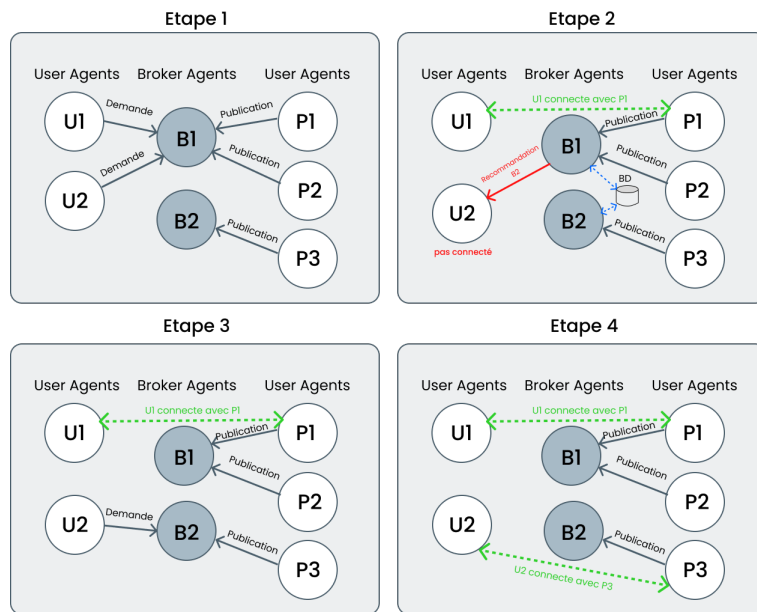 Etape 1
User Agents Broker Agents User Agents
U1
Demande
B1
Publication
P1
Demande
U2
Publication
P2
B2
Publication
P3
Etape 2
User Agents Broker Agents User Agents
U1 connecte avec P1
U1
P1
Publication
B1
Recommandation
B2
Publication
BD
P2
U2
B2
Publication
pas connecté
P3
Etape 3
User Agents Broker Agents User Agents
U1 connecte avec P1
U1
P1
Publication
B1
Publication
P2
U2
Demande
B2
Publication
P3
Etape 4
User Agents Broker Agents User Agents
U1 connecte avec P1
U1
P1
Publication
B1
Publication
P2
U2
B2
Publication
P3
U2 connecte avec P3